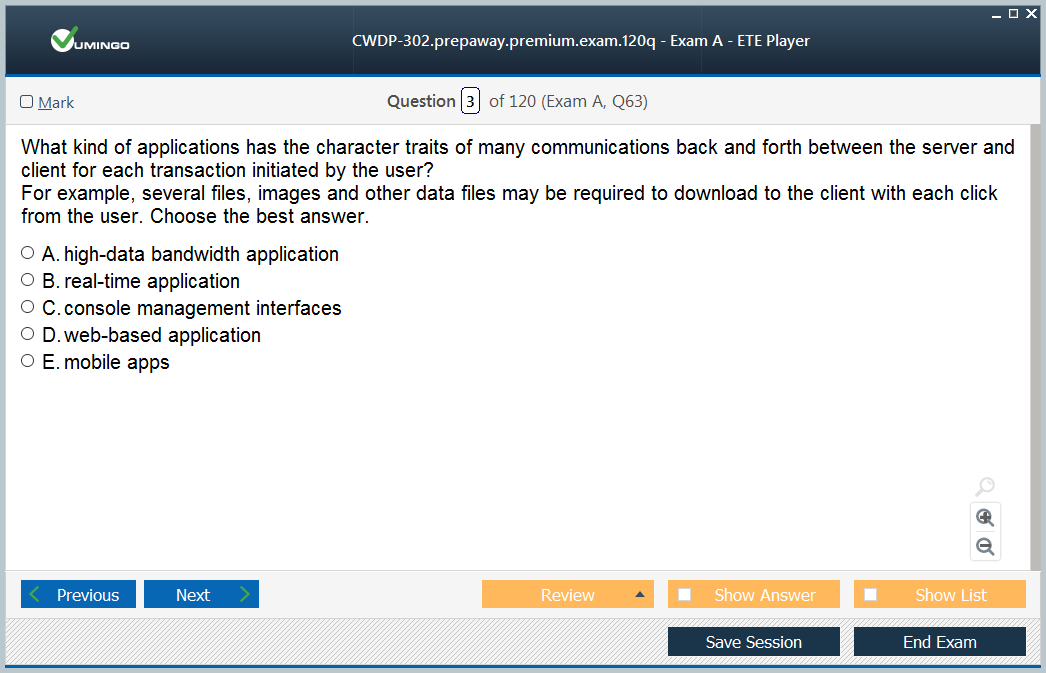 VUMINGO
CWDP-302.prepaway.premium.exam.120q - Exam A - ETE Player
Mark
Question 3 of 120 (Exam A, Q63)
What kind of applications has the character traits of many communications back and forth between the server and
client for each transaction initiated by the user?
For example, several files, images and other data files may be required to download to the client with each click
from the user. Choose the best answer.
A. high-data bandwidth application
B. real-time application
C. console management interfaces
D. web-based application
E. mobile apps
Previous
Next
Review
Show Answer
Show List
Save Session
End Exam